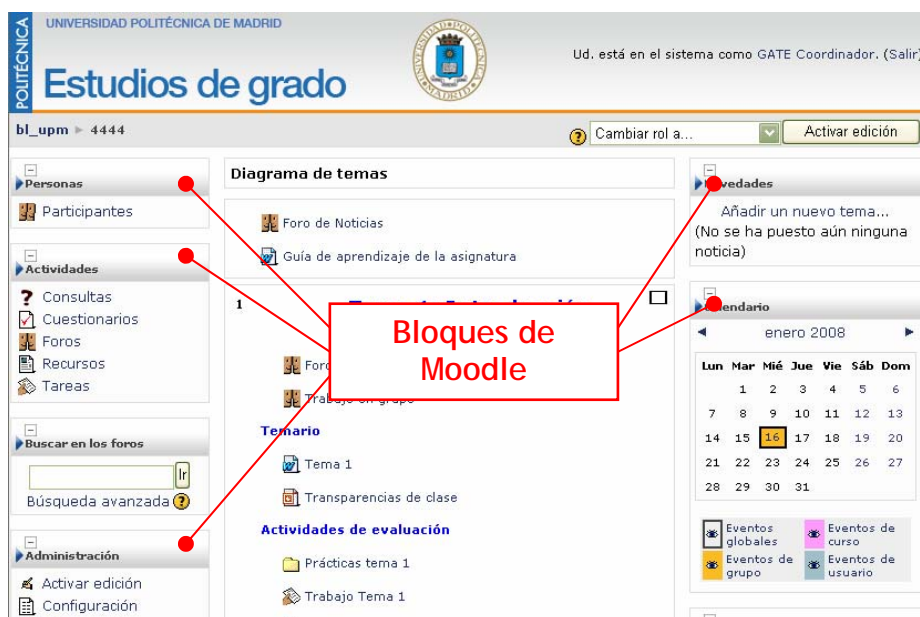 POLITÉCNICA
UNIVERSIDAD POLITÉCNICA DE MADRID
Estudios de grado
Ud. está en el sistema como GATE Coordinador. (Salir)
bl_upm ► 4444
Cambiar rol a...
Activar edición
Personas
Participantes
Actividades
Consultas
Cuestionarios
Foros
Recursos
Tareas
Buscar en los foros
Ir
Búsqueda avanzada
Administración
Activar edición
Configuración
Diagrama de temas
Foro de Noticias
Guía de aprendizaje de la asignatura
1
Bloques de
Moodle
Temario
Tema 1
Transparencias de clase
Actividades de evaluación
Prácticas tema 1
Trabajo Tema 1
Añadir un nuevo tema...
(No se ha puesto aún ninguna
noticia)
enero 2008
Lun Mar Mié Jue Vie Sáb Dom
1 2 3 4 5 6
7 8 9 10 11 12 13
14 15 16 17 18 19 20
21 22 23 24 25 26 27
28 29 30 31
Eventos globales
Eventos de curso
Eventos de grupo
Eventos de usuario